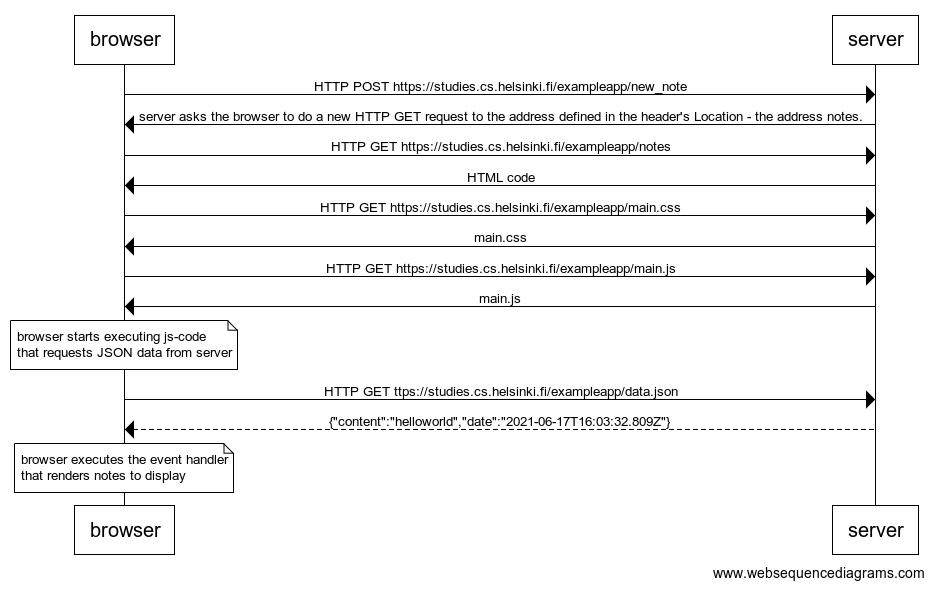 browser
server
HTTP POST https://studies.cs.helsinki.fi/exampleapp/new_note
server asks the browser to do a new HTTP GET request to the address defined in the header's Location - the address notes.
HTTP GET https://studies.cs.helsinki.fi/exampleapp/notes
HTML code
HTTP GET https://studies.cs.helsinki.fi/exampleapp/main.css
main.css
HTTP GET https://studies.cs.helsinki.fi/exampleapp/main.js
main.js
browser starts executing js-code
that requests JSON data from server
HTTP GET ttps://studies.cs.helsinki.fi/exampleapp/data.json
{"content":"helloworld","date":"2021-06-17T16:03:32.809Z"}
browser executes the event handler
that renders notes to display
browser
server
www.websequencediagrams.com